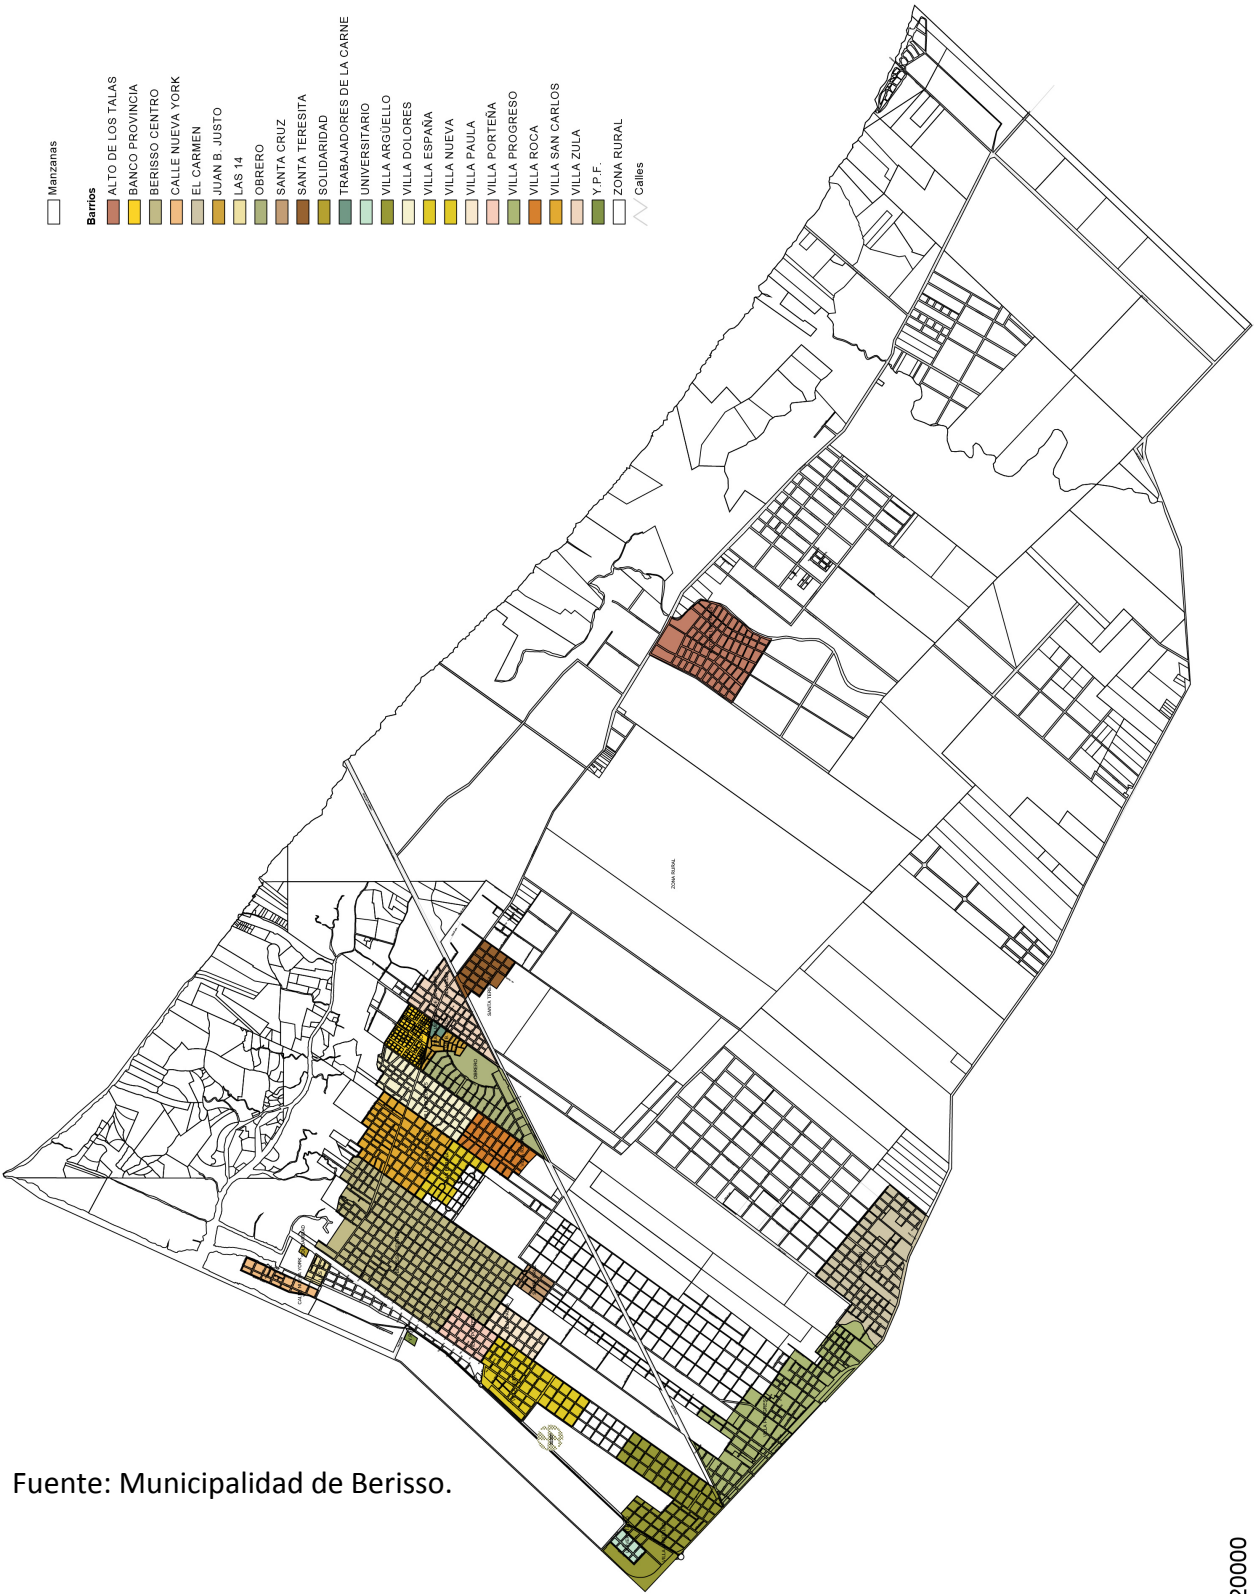 Manzanas
Barrios
ALTO DE LOS TALAS
BANCO PROVINCIA
BERISSO CENTRO
CALLE NUEVA YORK
EL CARMEN
JUAN B. JUSTO
LAS 14
OBRERO
SANTA CRUZ
SANTA TERESITA
SOLIDARIDAD
TRABAJADORES DE LA CARNE
UNIVERSITARIO
VILLA ARGÜELLO
VILLA DOLORES
VILLA ESPAÑA
VILLA NUEVA
VILLA PAULA
VILLA PORTEÑA
VILLA PROGRESO
VILLA ROCA
VILLA SAN CARLOS
VILLA ZULA
Y.P.F.
ZONA RURAL
Calles
ZONA RURAL
OBRERO
Fuente: Municipalidad de Berisso.
20000